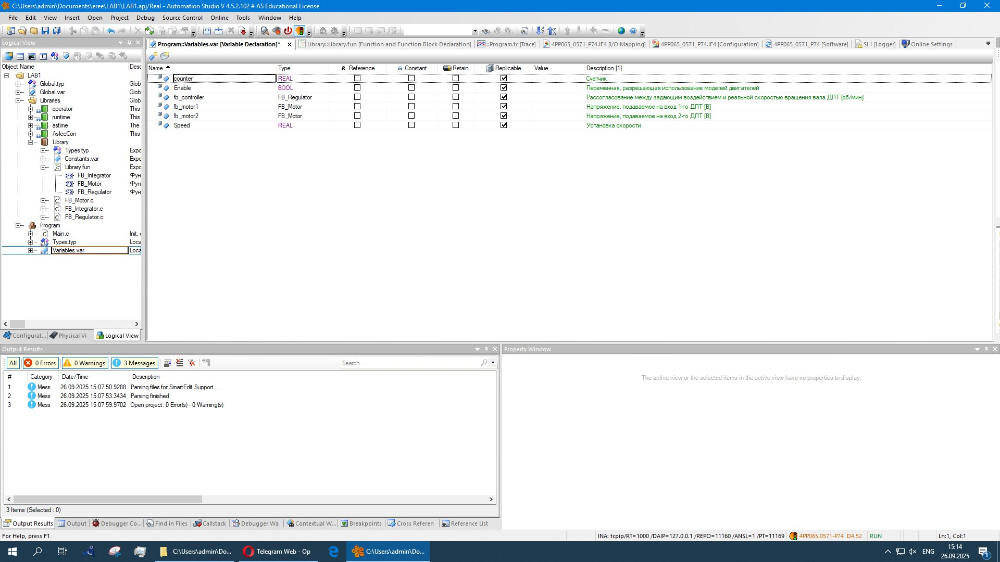 C:\Users\admin\Documents\eree\LAB1\LAB1.apj/Real - Automation Studio V 4.5.2.102 # AS Educational License
File Edit View Insert Open Project Debug Source Control Online Tools Window Help
Logical View
Program::Variables.var [Variable Declaration]* Library::Library.fun [Function and Function Block Declaration] ::Program.tc [Trace] 4PP065_0571_P74.IF4 [I/O Mapping] 4PP065_0571_P74.IF4 [Configuration] 4PP065_0571_P74 [Software] SL1 [Logger] Online Settings
Object Name Desc
LAB1
Global.typ Glob
Global.var Glob
Libraries Glob
operator This
runtime This
astime The
AslecCon This
Library
Types.typ Expo
Constants.var Expo
Library.fun Expo
FB_Integrator Фун
FB_Motor Фун
FB_Regulator Фун
FB_Motor.c
FB_Integrator.c
FB_Regulator.c
Program
Main.c Init, c
Types.typ Loca
Variables.var Loca
Configurat... Physical Vi Logical View
Name Type & Reference Constant Retain Replicable Value Description [1]
counter REAL Счетчик
Enable BOOL Переменная, разрешающая использование моделей двигателей
fb_controller FB_Regulator Рассогласование между задающим воздействием и реальной скоростью вращения вала ДПТ [об/мин]
fb_motor1 FB_Motor Напряжение, подаваемое на вход 1-го ДПТ [В]
fb_motor2 FB_Motor Напряжение, подаваемое на вход 2-го ДПТ [В]
Speed REAL Установка скорости
Output Results
All 0 Errors 0 Warnings 3 Messages Search...
# Category Date/Time Description
1 Mess 26.09.2025 15:07:50.9288 Parsing files for SmartEdit Support...
2 Mess 26.09.2025 15:07:53.3434 Parsing finished
3 Mess 26.09.2025 15:07:59.9702 Open project: 0 Error(s) - 0 Warning(s)
3 Items (Selected : 0)
Output Results Output Debugger Co... Find in Files Callstack Debugger Wa Contextual W... Breakpoints Cross Referen Reference List
Property Window
The active view or the selected items in the active view have no properties to display.
For Help, press F1
INA: tcpip/RT=1000 /DAIP=127.0.0.1 /REPO=11160 /ANSL=1 /PT=11169 4PP065.0571-P74 D4.52 RUN Ln:1, Col:1
C:\Users\admin\Do... Telegram Web - Op C:\Users\admin\Do...
ENG
15:14
26.09.2025
1